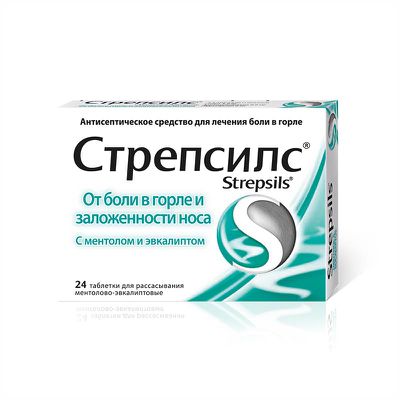 Антисептическое средство для лечения боли в горле
Стрепсилс®
Strepsils®
От боли в горле и
заложенности носа
С ментолом и эвкалиптом
24 таблетки для рассасывания
ментолово-эвкалиптовые
Strepsils